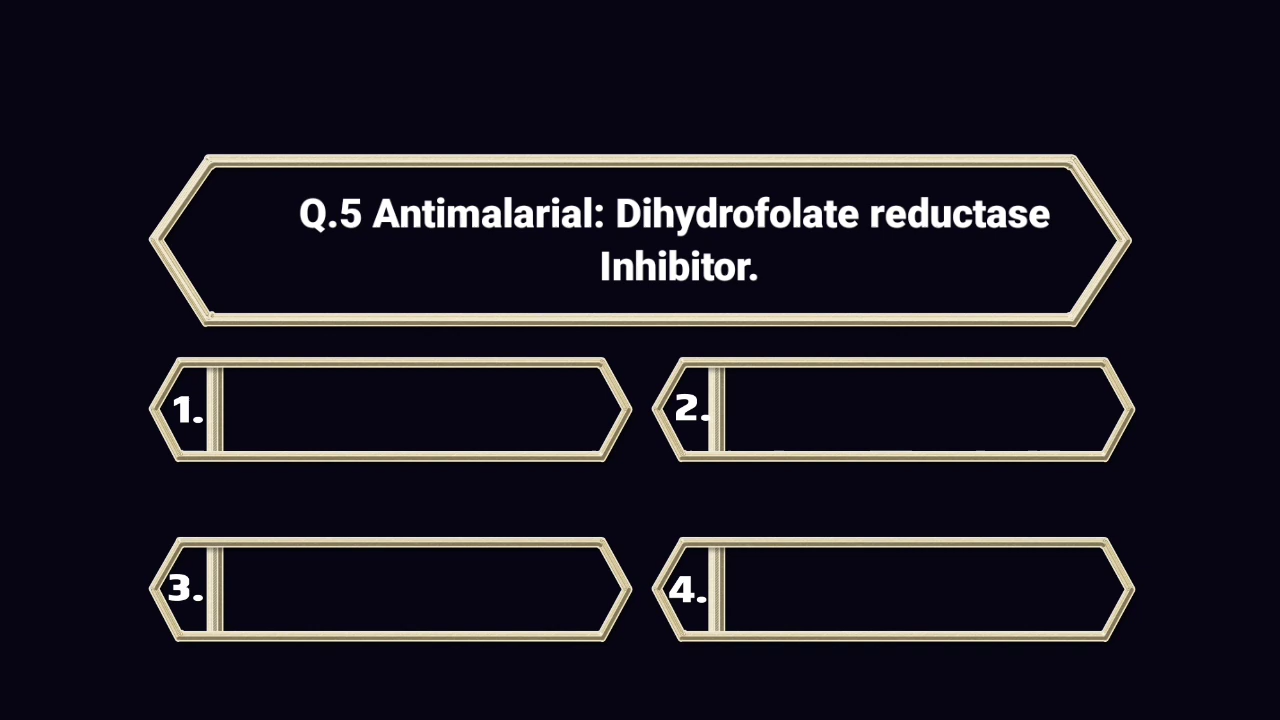 Q.5 Antimalarial: Dihydrofolate reductase
Inhibitor.
1.
2.
3.
4.